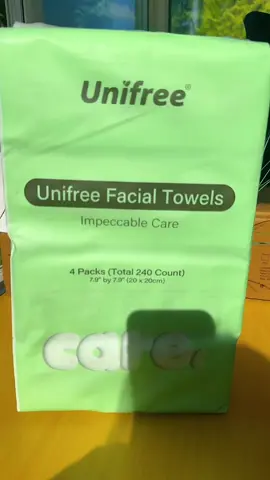 Unifree®
Unifree Facial Towels
Impeccable Care
4 Packs (Total 240 Count)
7.9" by 7.9" (20 x 20cm)
care.